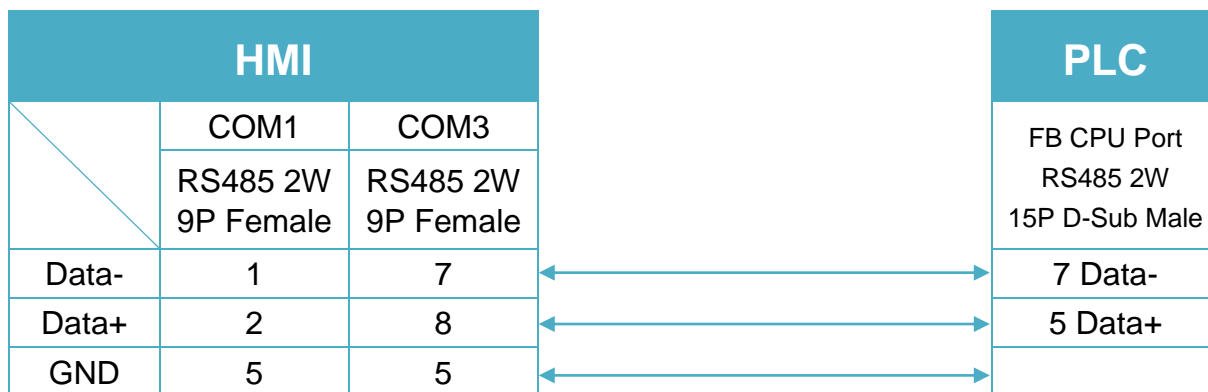 HMI PLC
COM1 COM3
RS485 2W RS485 2W
9P Female 9P Female
FB CPU Port
RS485 2W
15P D-Sub Male
Data- 1 7 7 Data-
Data+ 2 8 5 Data+
GND 5 5